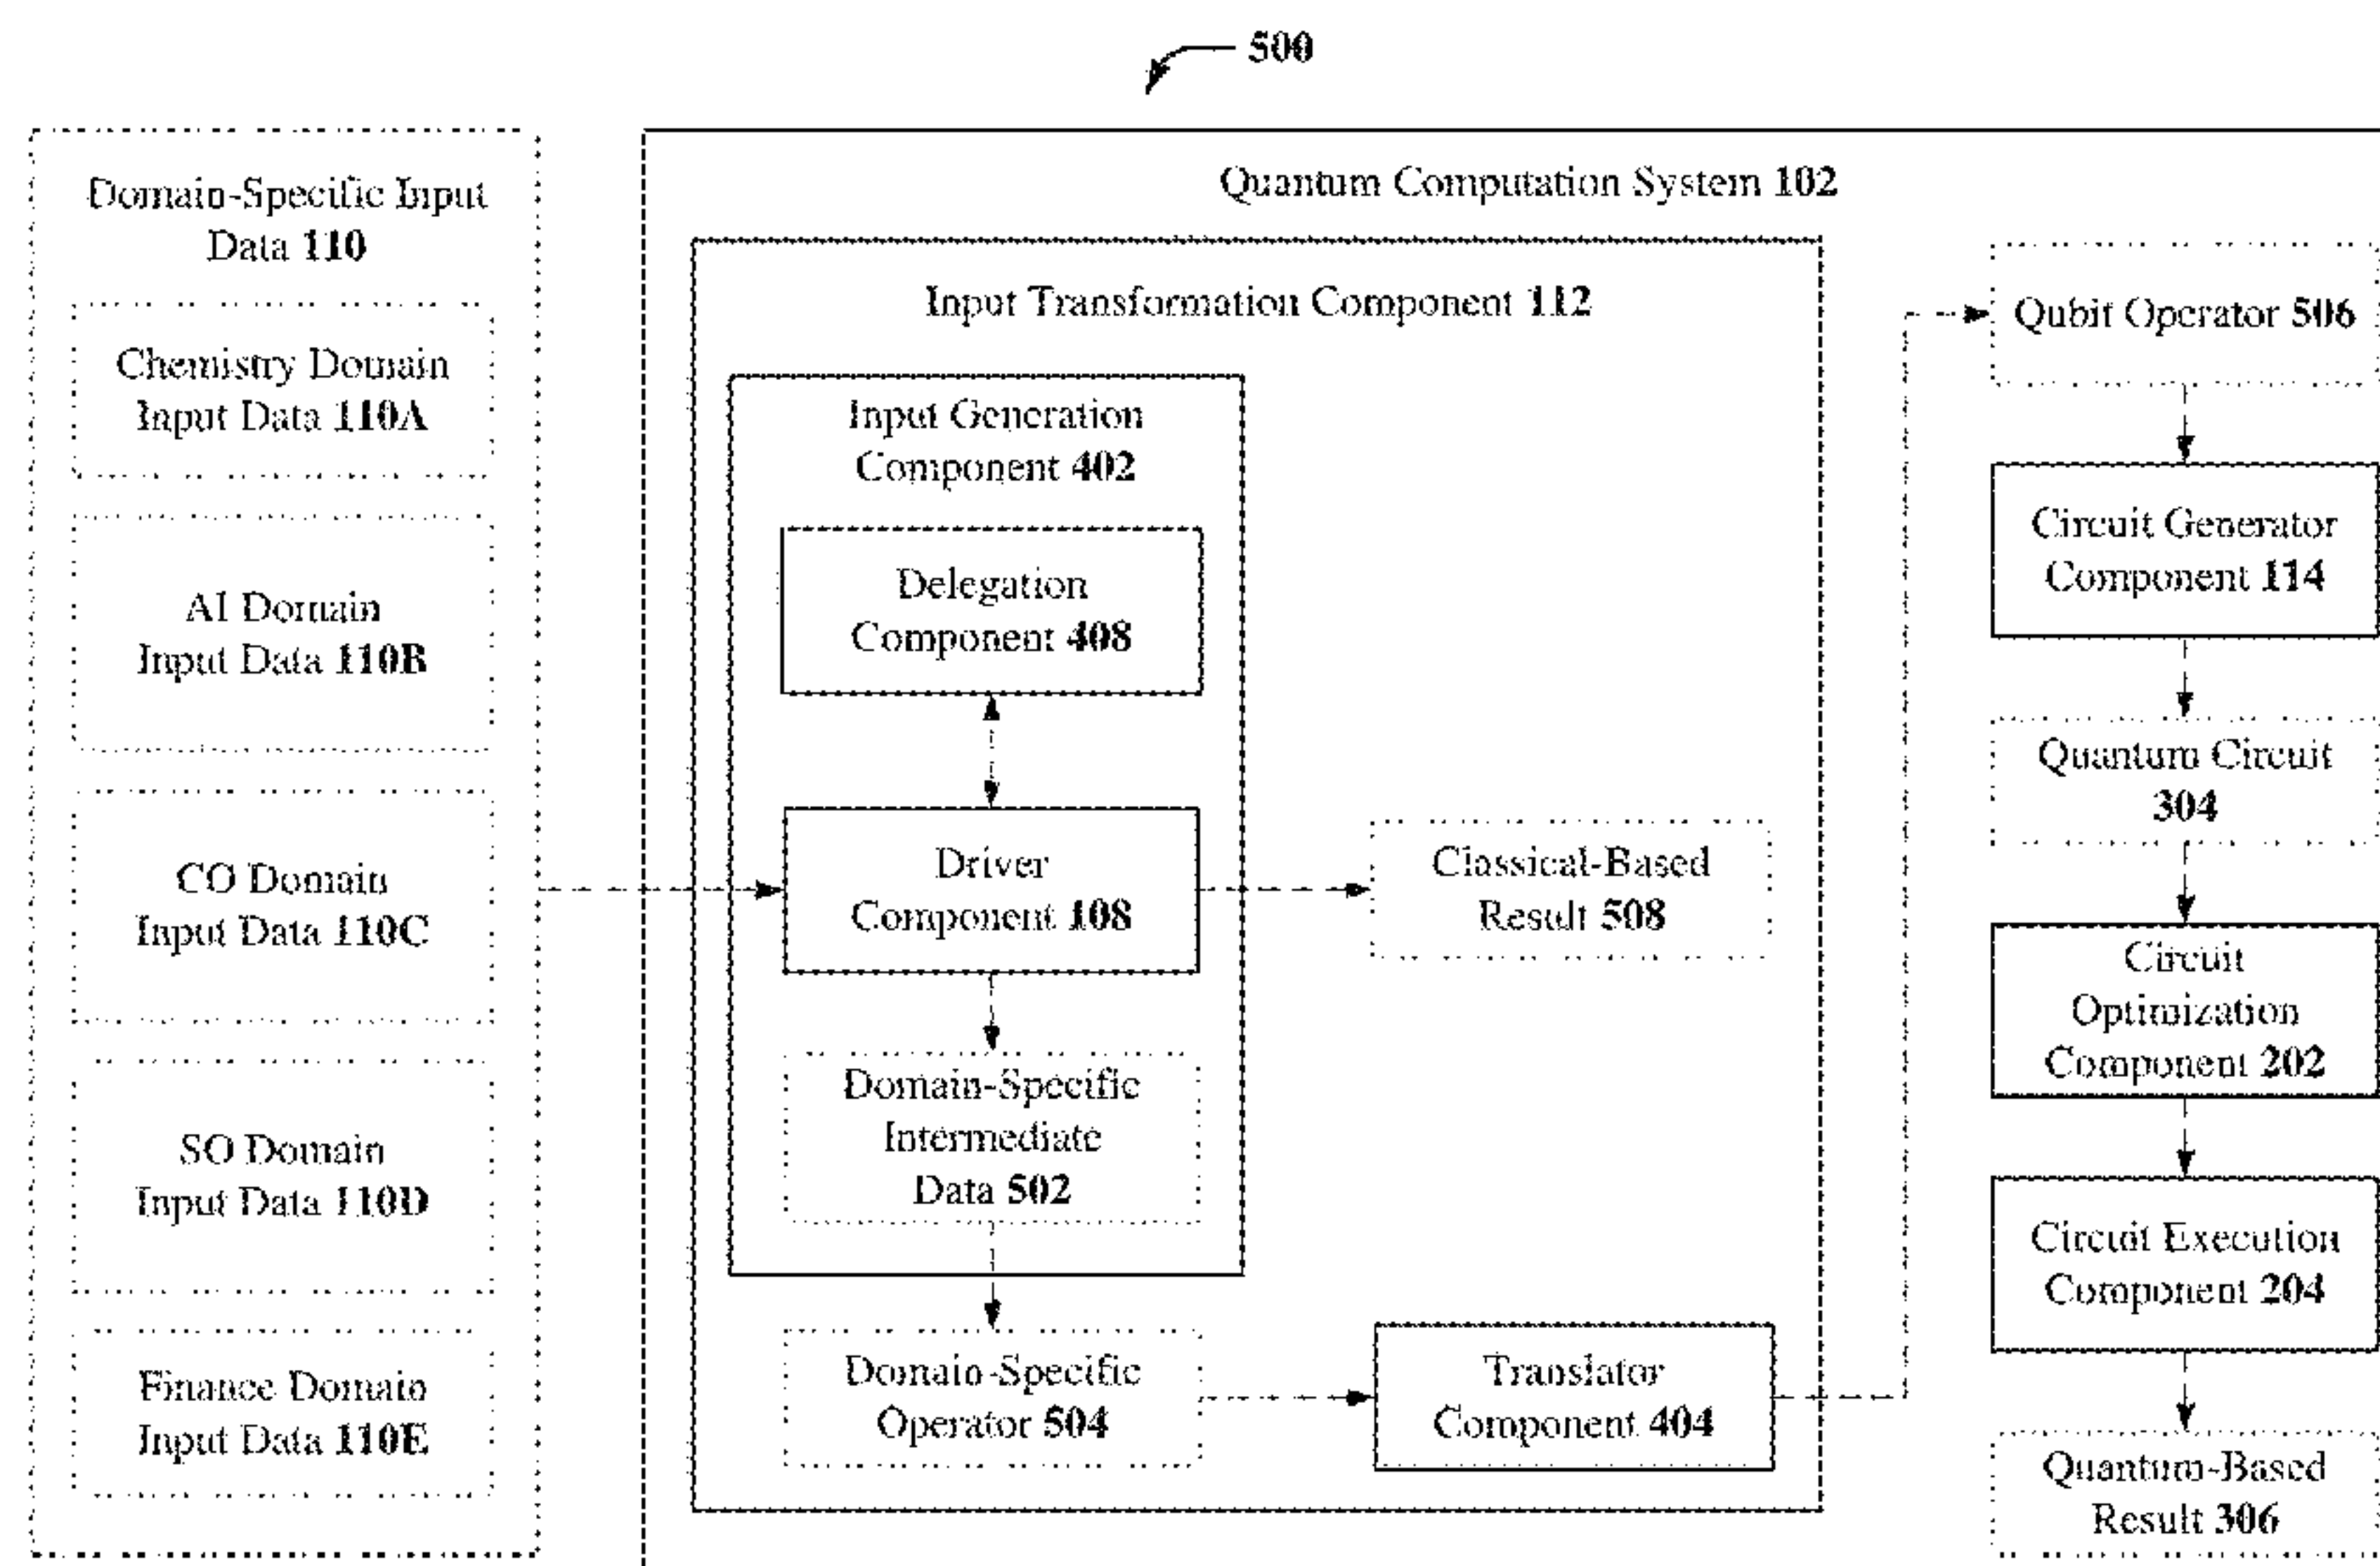 500
Domain-Specific Input
Data 110
Chemistry Domain
Input Data 110A
AI Domain
Input Data 110B
CO Domain
Input Data 110C
SO Domain
Input Data 110D
Finance Domain
Input Data 110E
Quantum Computation System 102
Input Transformation Component 112
Input Generation
Component 402
Delegation
Component 408
Driver
Component 108
Domain-Specific
Intermediate
Data 502
Domain-Specific
Operator 504
Classical-Based
Result 508
Translator
Component 404
Qubit Operator 506
Circuit Generator
Component 114
Quantum Circuit
304
Circuit
Optimization
Component 202
Circuit Execution
Component 204
Quantum-Based
Result 306